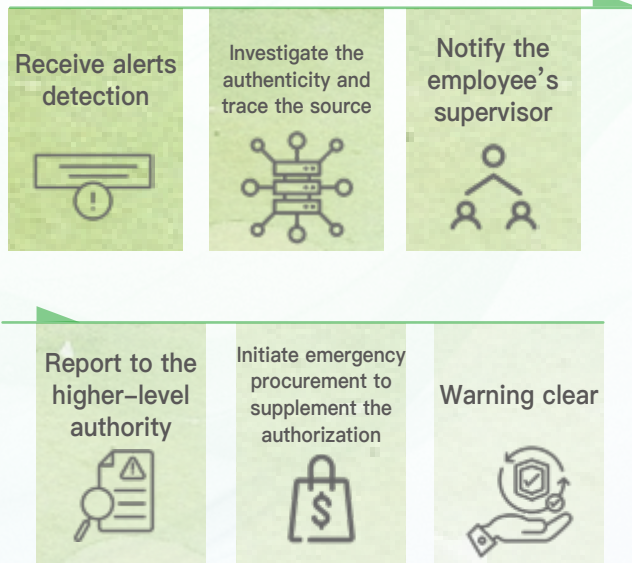 Receive alerts
detection
Investigate the
authenticity and
trace the source
Notify the
employee’s
supervisor
Report to the
higher-level
authority
Initiate emergency
procurement to
supplement the
authorization
Warning clear